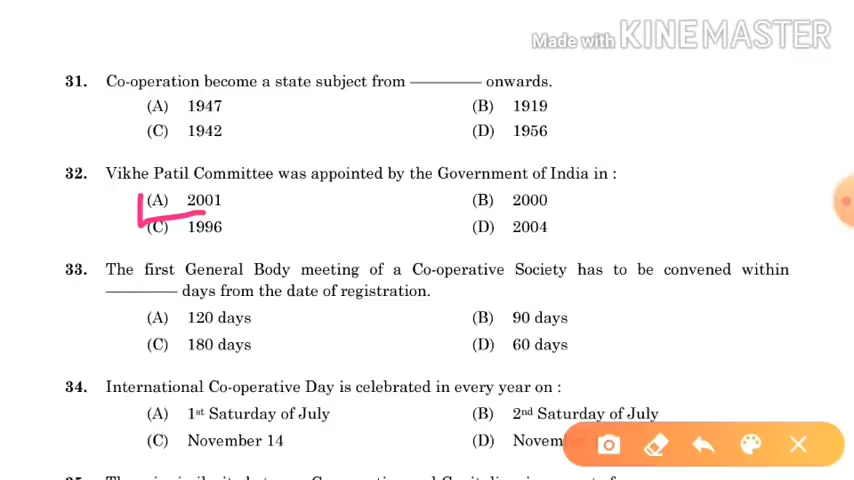 Made with KINEMASTER
31. Co-operation become a state subject from ———— onwards.
(A) 1947 (B) 1919
(C) 1942 (D) 1956
32. Vikhe Patil Committee was appointed by the Government of India in :
(A) 2001 (B) 2000
(C) 1996 (D) 2004
33. The first General Body meeting of a Co-operative Society has to be convened within
———— days from the date of registration.
(A) 120 days (B) 90 days
(C) 180 days (D) 60 days
34. International Co-operative Day is celebrated in every year on :
(A) 1st Saturday of July (B) 2nd Saturday of July
(C) November 14 (D)